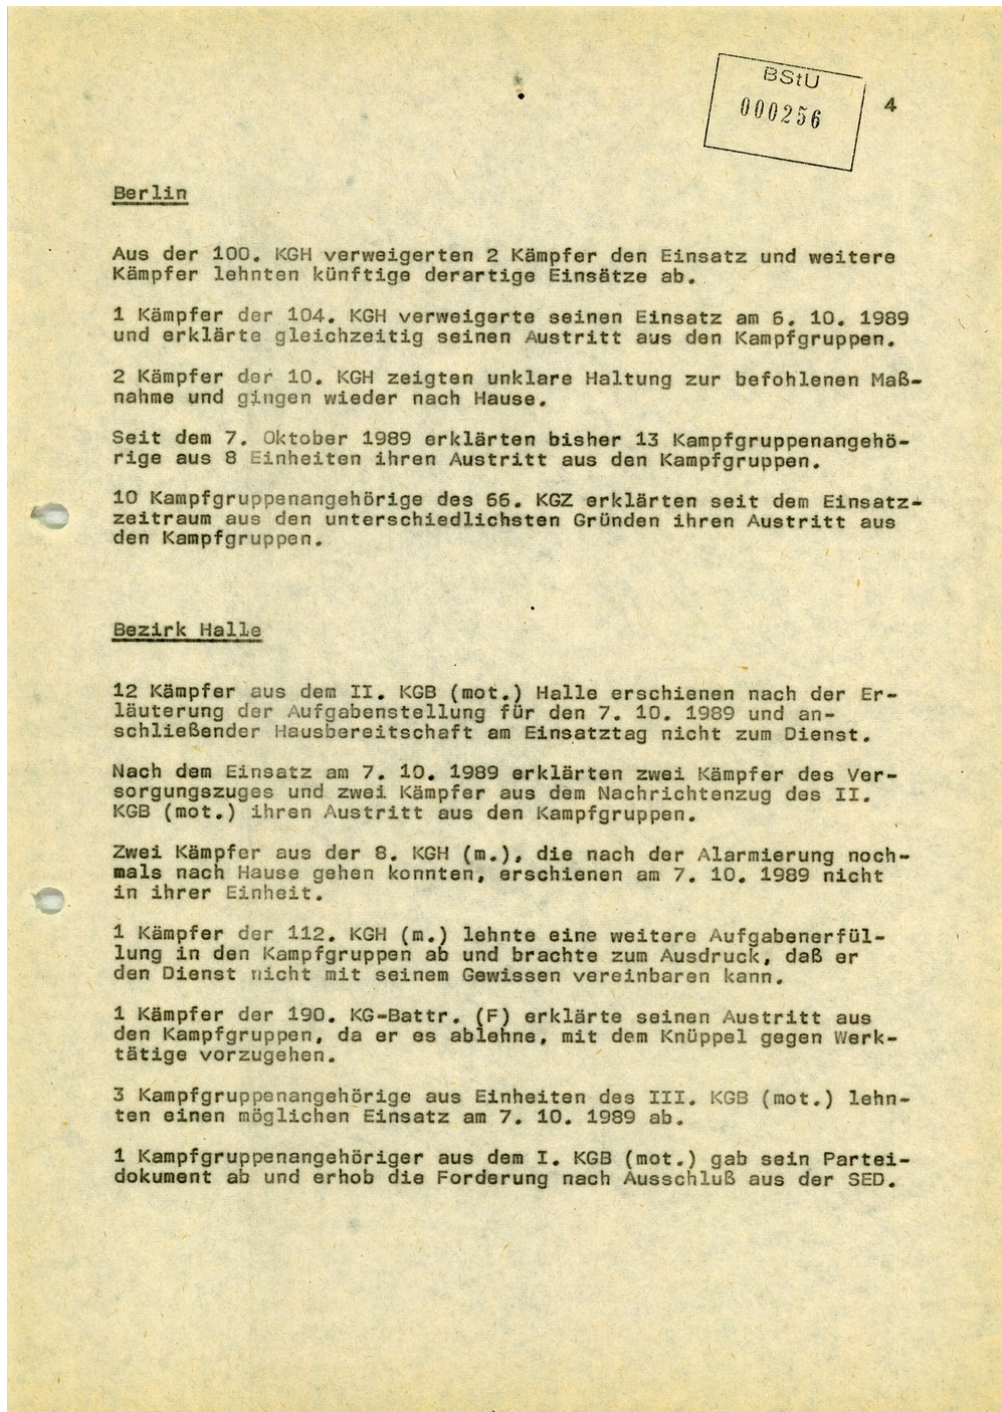 BStU
000256
4
Berlin
Aus der 100. KGH verweigerten 2 Kämpfer den Einsatz und weitere
Kämpfer lehnten künftige derartige Einsätze ab.
1 Kämpfer der 104. KGH verweigerte seinen Einsatz am 6. 10. 1989
und erklärte gleichzeitig seinen Austritt aus den Kampfgruppen.
2 Kämpfer der 10. KGH zeigten unklare Haltung zur befohlenen Maß-
nahme und gingen wieder nach Hause.
Seit dem 7. Oktober 1989 erklärten bisher 13 Kampfgruppenangehö-
rige aus 8 Einheiten ihren Austritt aus den Kampfgruppen.
10 Kampfgruppenangehörige des 66. KGZ erklärten seit dem Einsatz-
zeitraum aus den unterschiedlichsten Gründen ihren Austritt aus
den Kampfgruppen.
Bezirk Halle
12 Kämpfer aus dem II. KGB (mot.) Halle erschienen nach der Er-
läuterung der Aufgabenstellung für den 7. 10. 1989 und an-
schließender Hausbereitschaft am Einsatztag nicht zum Dienst.
Nach dem Einsatz am 7. 10. 1989 erklärten zwei Kämpfer des Ver-
sorgungszuges und zwei Kämpfer aus dem Nachrichtenzug des II.
KGB (mot.) ihren Austritt aus den Kampfgruppen.
Zwei Kämpfer aus der 8. KGH (m.), die nach der Alarmierung noch-
mals nach Hause gehen konnten, erschienen am 7. 10. 1989 nicht
in ihrer Einheit.
1 Kämpfer der 112. KGH (m.) lehnte eine weitere Aufgabenerfül-
lung in den Kampfgruppen ab und brachte zum Ausdruck, daß er
den Dienst nicht mit seinem Gewissen vereinbaren kann.
1 Kämpfer der 190. KG-Battr. (F) erklärte seinen Austritt aus
den Kampfgruppen, da er es ablehne, mit dem Knüppel gegen Werk-
tätige vorzugehen.
3 Kampfgruppenangehörige aus Einheiten des III. KGB (mot.) lehn-
ten einen möglichen Einsatz am 7. 10. 1989 ab.
1 Kampfgruppenangehöriger aus dem I. KGB (mot.) gab sein Partei-
dokument ab und erhob die Forderung nach Ausschluß aus der SED.